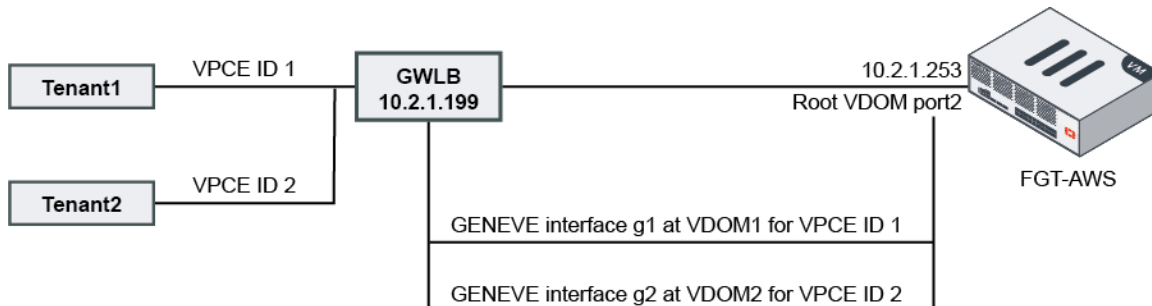 VPCE ID 1
Tenant1
GWLB
10.2.1.199
10.2.1.253
Root VDOM port2
VM
FGT-AWS
VPCE ID 2
Tenant2
GENEVE interface g1 at VDOM1 for VPCE ID 1
GENEVE interface g2 at VDOM2 for VPCE ID 2